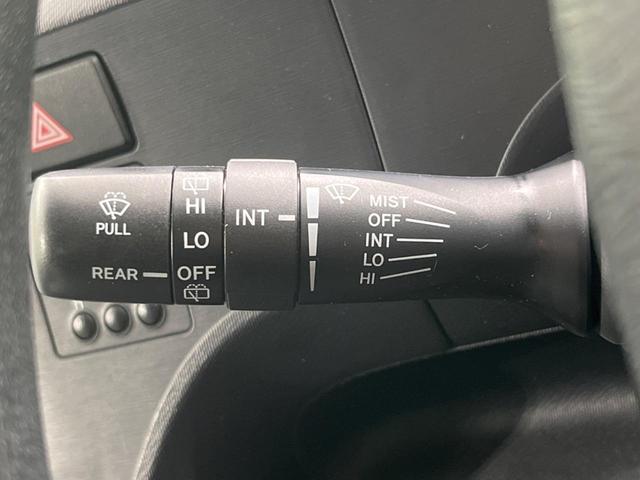 PULL
REAR
HI
LO
OFF
INT
MIST
OFF
INT
LO
HI